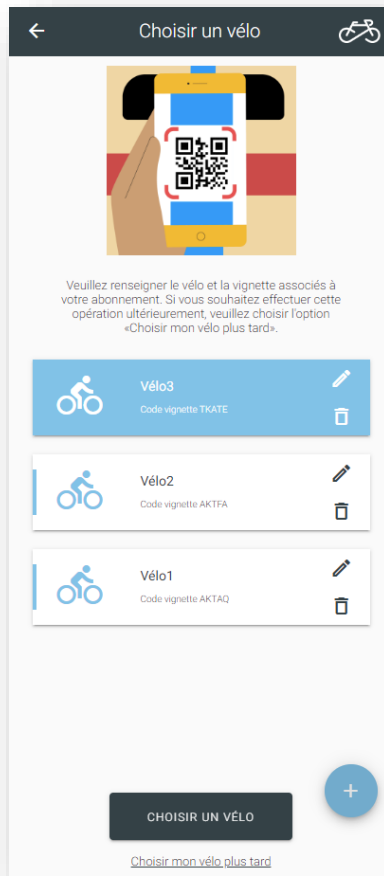 Choisir un vélo
Veuillez renseigner le vélo et la vignette associés à
votre abonnement. Si vous souhaitez effectuer cette
opération ultérieurement, veuillez choisir l'option
«Choisir mon vélo plus tard».
Vélo3
Code vignette TKATE
Vélo2
Code vignette AKTFA
Vélo1
Code vignette AKTAQ
CHOISIR UN VÉLO
Choisir mon vélo plus tard